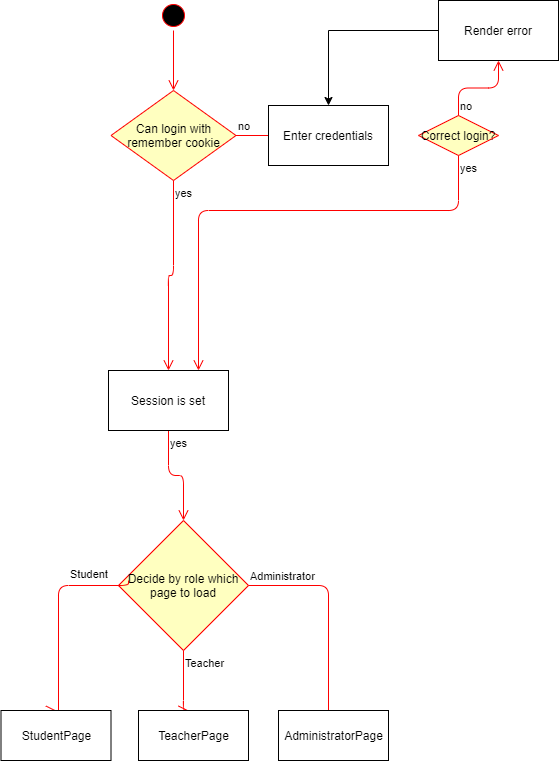 Render error
Can login with
remember cookie
no
Enter credentials
no
Correct login?
yes
yes
Session is set
yes
Decide by role which
page to load
Student
Administrator
Teacher
StudentPage
TeacherPage
AdministratorPage